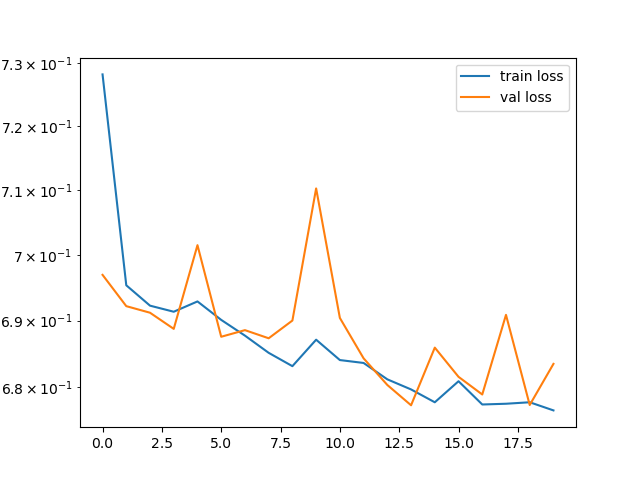 7.3 × 10⁻¹
7.2 × 10⁻¹
7.1 × 10⁻¹
7 × 10⁻¹
6.9 × 10⁻¹
6.8 × 10⁻¹
train loss
val loss
0.0 2.5 5.0 7.5 10.0 12.5 15.0 17.5